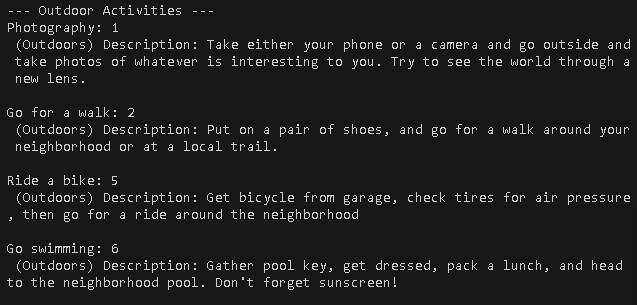 --- Outdoor Activities ---
Photography: 1
(Outdoors) Description: Take either your phone or a camera and go outside and
take photos of whatever is interesting to you. Try to see the world through a
new lens.
Go for a walk: 2
(Outdoors) Description: Put on a pair of shoes, and go for a walk around your
neighborhood or at a local trail.
Ride a bike: 5
(Outdoors) Description: Get bicycle from garage, check tires for air pressure
, then go for a ride around the neighborhood
Go swimming: 6
(Outdoors) Description: Gather pool key, get dressed, pack a lunch, and head
to the neighborhood pool. Don't forget sunscreen!